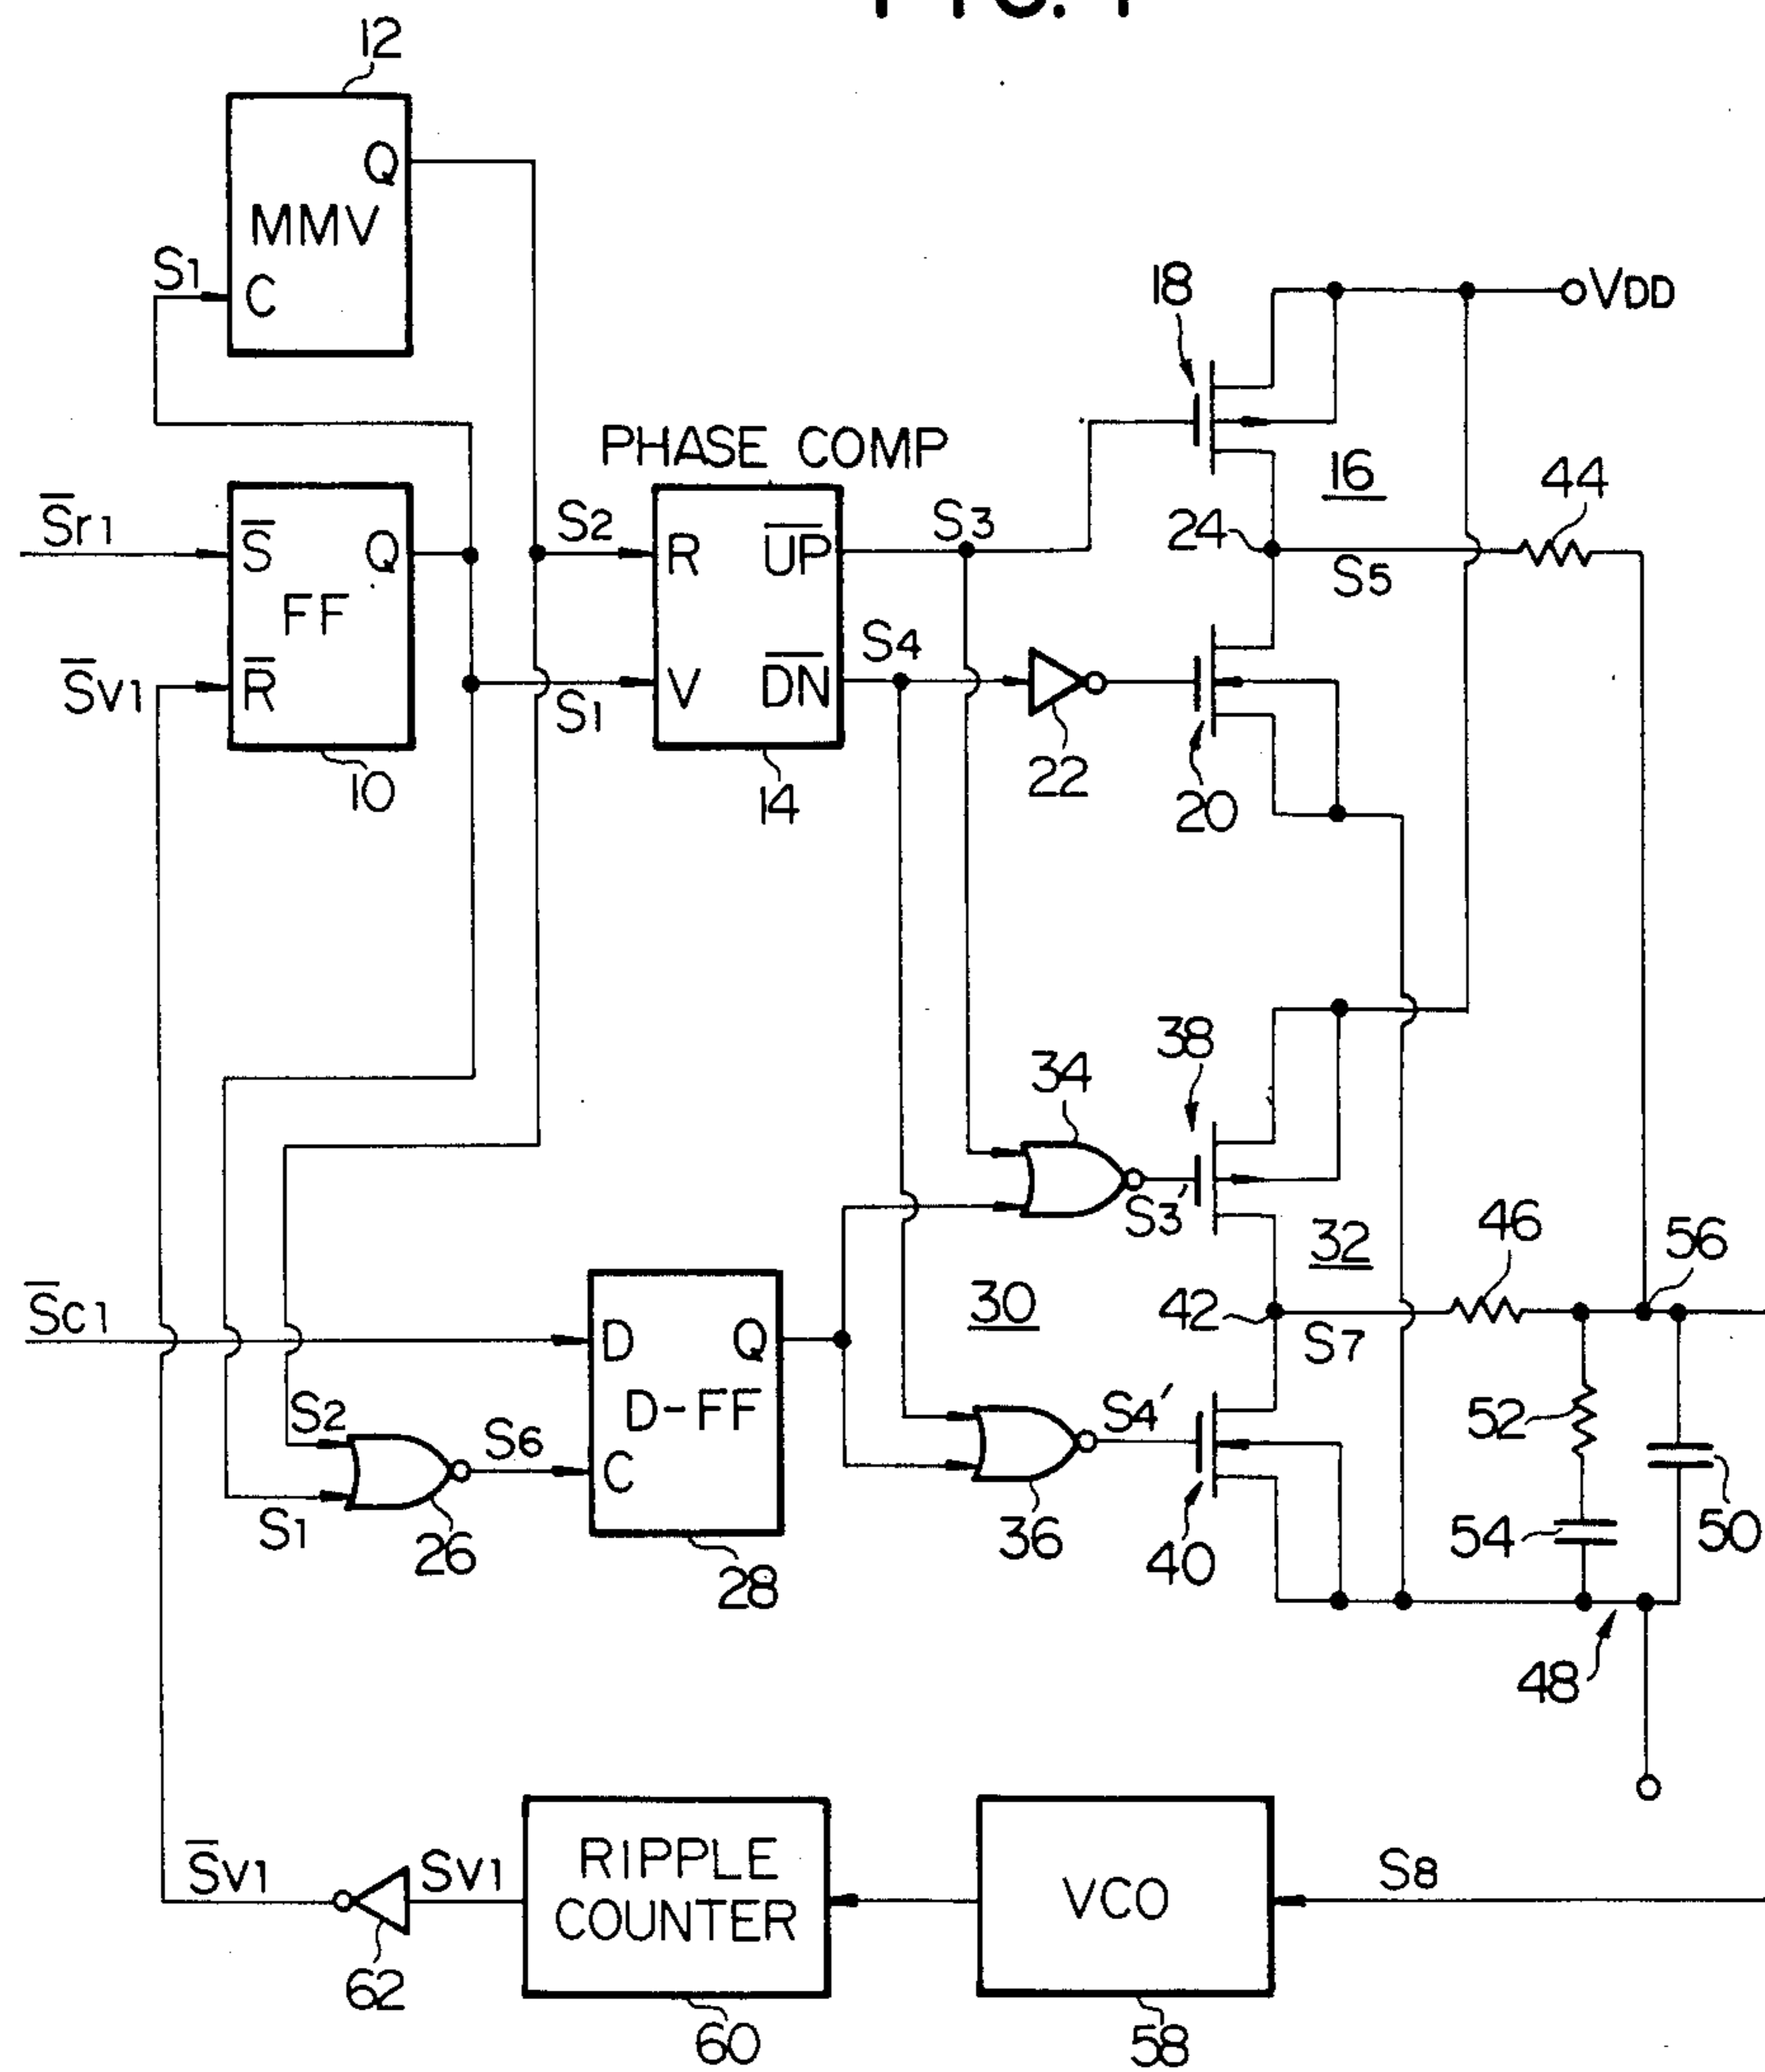 FIG. 1
12
Q
MMV
S1
C
18
VDD
PHASE COMP
16
44
S̅r1
S̅
Q
S2
R
U̅P̅
S3
24
S5
FF
S4
S̅v1
R̅
S1
V
D̅N̅
10
14
22
20
38
34
S3'
46
56
32
S̅c1
D
Q
30
42
S7
D-FF
S2
S6
S4'
52
C
S1
26
36
54
50
28
40
48
S̅v1
Sv1
RIPPLE
COUNTER
VCO
S8
62
60
58